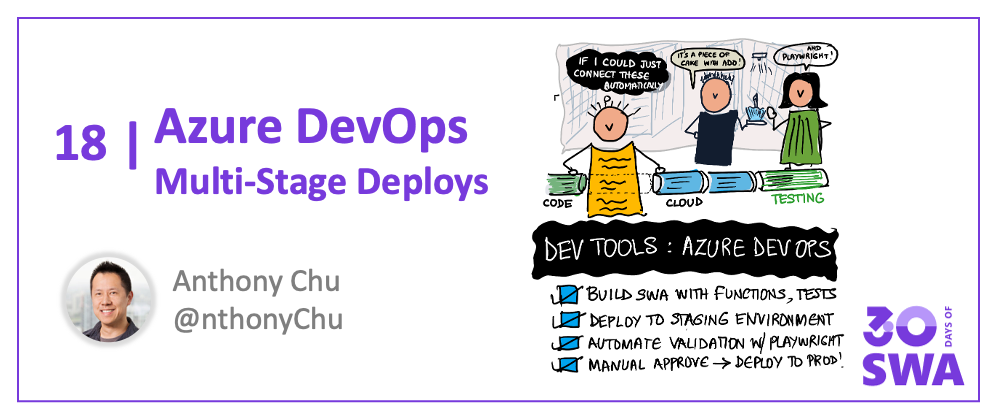 18 |
Azure DevOps
Multi-Stage Deploys
Anthony Chu
@nthonyChu
IF I COULD JUST
CONNECT THESE
AUTOMATICALLY
IT'S A PIECE OF
CAKE WITH ADO!
AND
PLAYWRIGHT!
CODE
CLOUD
TESTING
DEV TOOLS : AZURE DEVOPS
BUILD SWA WITH FUNCTIONS, TESTS
DEPLOY TO STAGING ENVIRONMENT
AUTOMATE VALIDATION W/ PLAYWRIGHT
MANUAL APPROVE → DEPLOY TO PROD!
30
DAYS OF
SWA